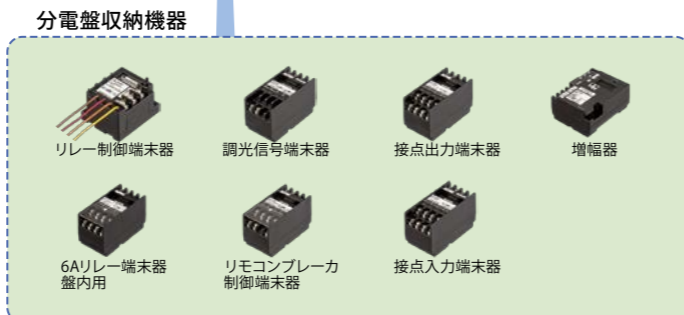 分電盤収納機器
リレー制御端末器
調光信号端末器
接点出力端末器
増幅器
6Aリレー端末器
盤内用
リモコンブレーカ
制御端末器
接点入力端末器